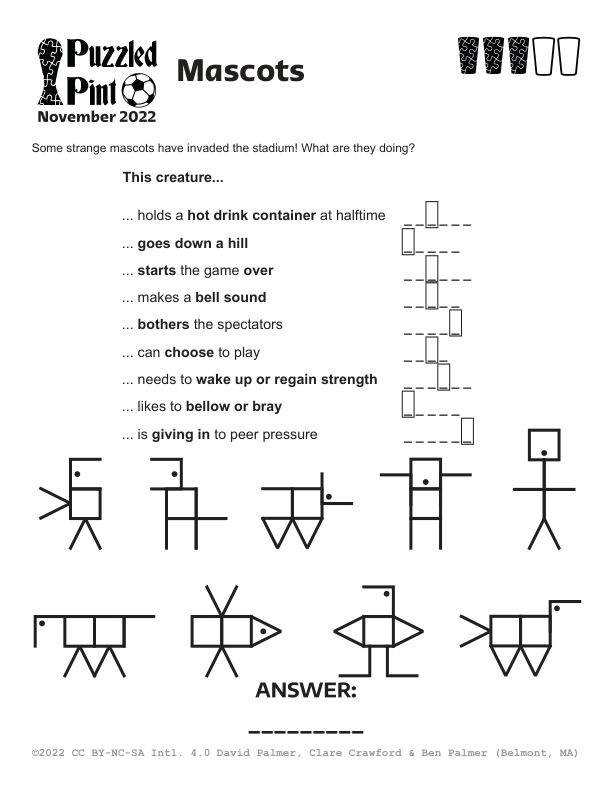 Puzzled
Pint
November 2022
Mascots
Some strange mascots have invaded the stadium! What are they doing?
This creature...
... holds a hot drink container at halftime
... goes down a hill
... starts the game over
... makes a bell sound
... bothers the spectators
... can choose to play
... needs to wake up or regain strength
... likes to bellow or bray
... is giving in to peer pressure
ANSWER:
©2022 CC BY-NC-SA Intl. 4.0 David Palmer, Clare Crawford & Ben Palmer (Belmont, MA)